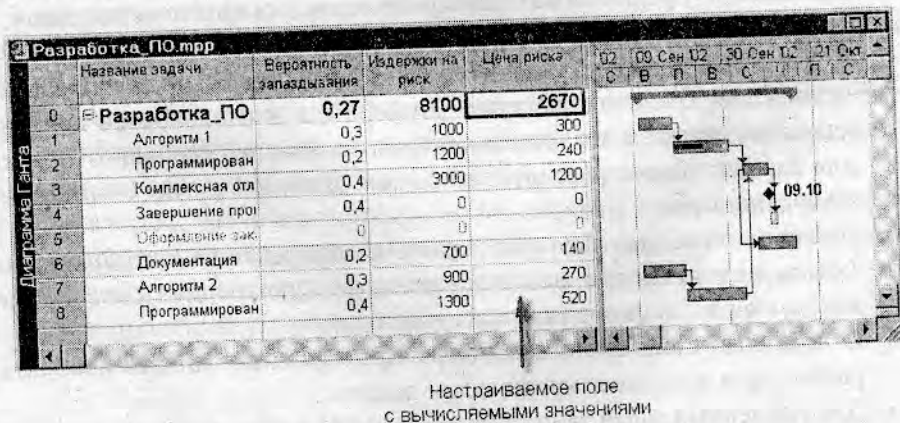 Разработка_ПО.mpp
Название задачи Вероятность запаздывания Издержки на риск Цена риска 02 09 Сен '02 30 Сен '02 21 Окт
С В П В С П С
0 Разработка_ПО 0,27 8100 2670
1 Алгоритм 1 0,3 1000 300
2 Программирован 0,2 1200 240
3 Комплексная отл 0,4 3000 1200
4 Завершение прог 0,4 0 0
5 Оформление зак 0 0 0
6 Документация 0,2 700 140
7 Алгоритм 2 0,3 900 270
8 Программирован 0,4 1300 520
09.10
Диаграмма Ганта
Настраиваемое поле
с вычисляемыми значениями